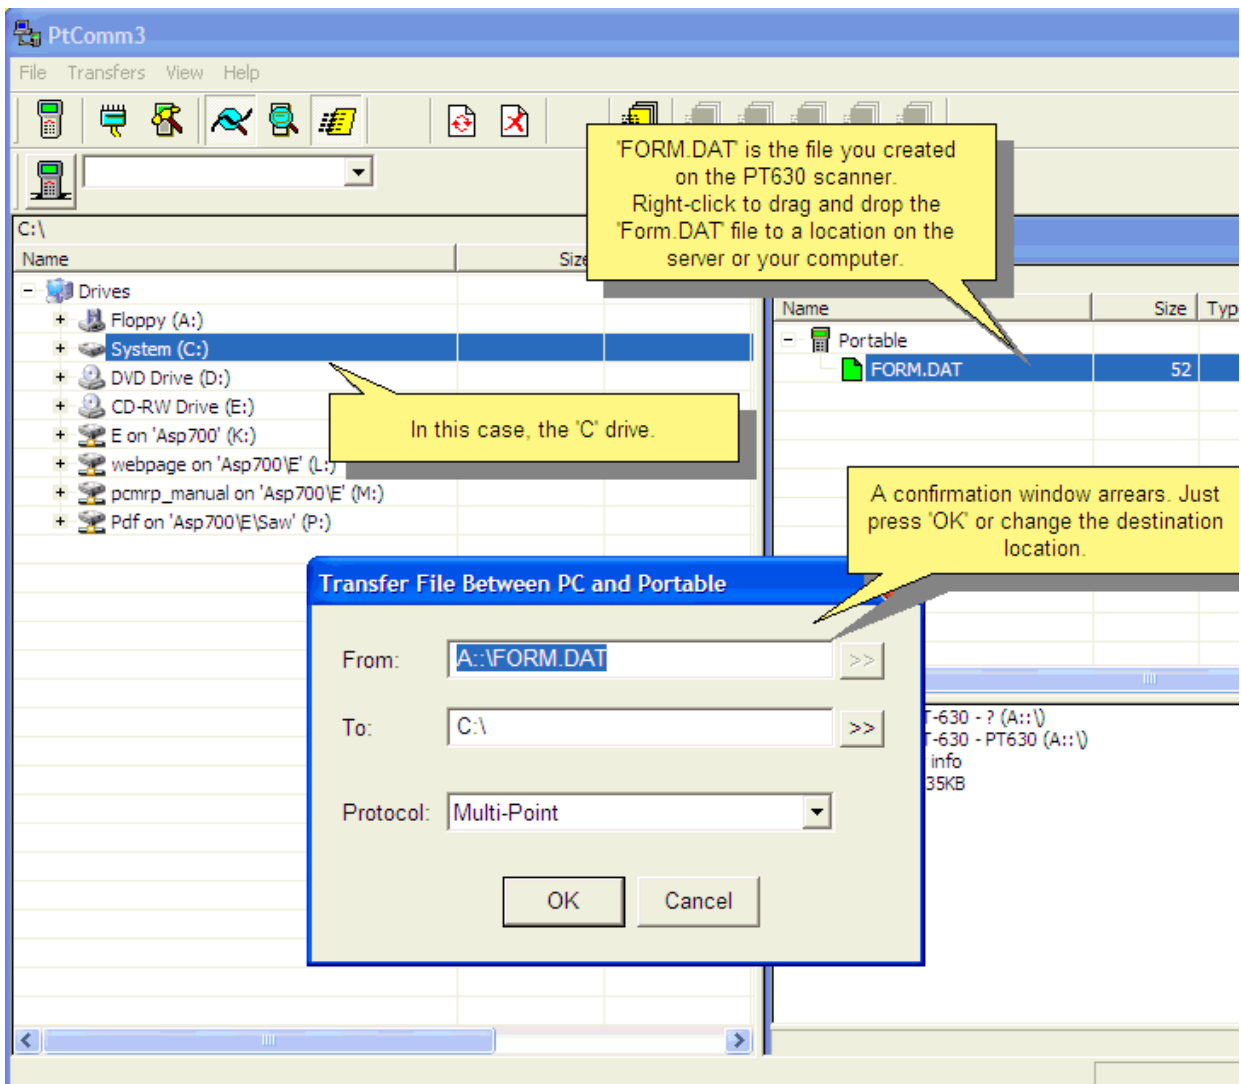 PtComm3
File Transfers View Help
'FORM.DAT' is the file you created
on the PT630 scanner.
Right-click to drag and drop the
'Form.DAT' file to a location on the
server or your computer.
C:\
Name Size
Drives
Floppy (A:)
System (C:)
DVD Drive (D:)
CD-RW Drive (E:)
E on 'Asp700' (K:)
webpage on 'Asp700\E' (L:)
pcmrp_manual on 'Asp700\E' (M:)
Pdf on 'Asp700\E\Saw' (P:)
In this case, the 'C' drive.
Name Size Typ
Portable
FORM.DAT 52
A confirmation window arrears. Just
press 'OK' or change the destination
location.
Transfer File Between PC and Portable
From: A::\FORM.DAT >>
To: C:\ >>
Protocol: Multi-Point
OK Cancel
T-630 - ? (A::\)
T-630 - PT630 (A::\)
info
35KB